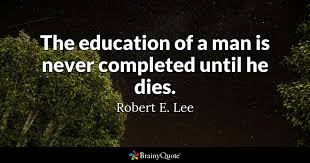 The education of a man is
never completed until he
dies.
Robert E. Lee
BrainyQuote